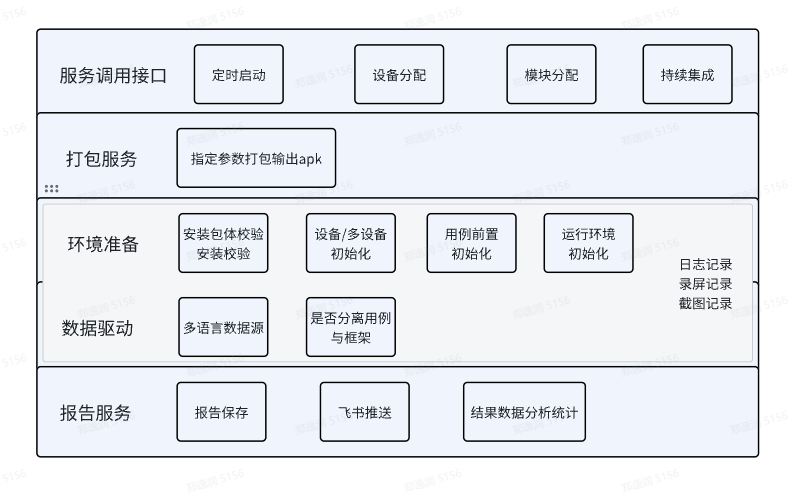 服务调用接口
定时启动
设备分配
模块分配
持续集成
打包服务
指定参数打包输出apk
环境准备
安装包体校验
安装校验
设备/多设备
初始化
用例前置
初始化
运行环境
初始化
日志记录
录屏记录
截图记录
数据驱动
多语言数据源
是否分离用例
与框架
报告服务
报告保存
飞书推送
结果数据分析统计